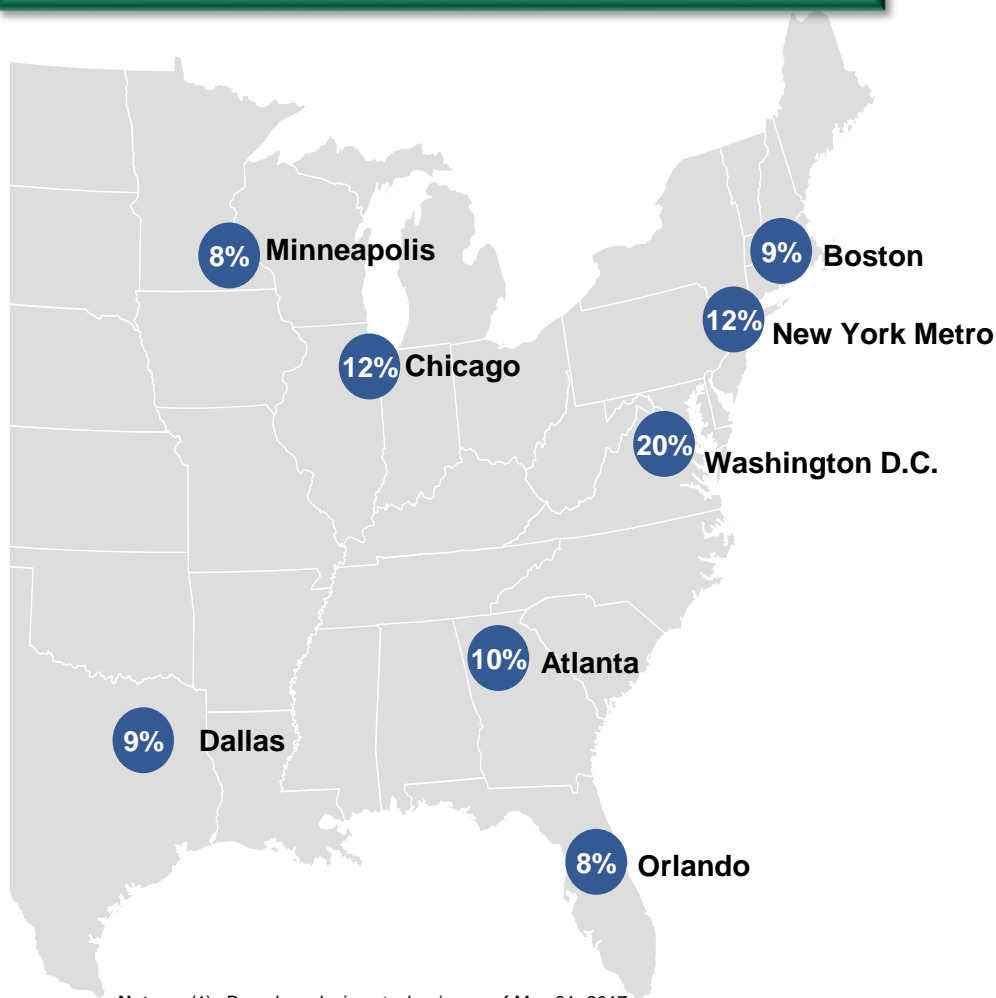 8% Minneapolis
9% Boston
12% New York Metro
12% Chicago
20% Washington D.C.
10% Atlanta
9% Dallas
8% Orlando